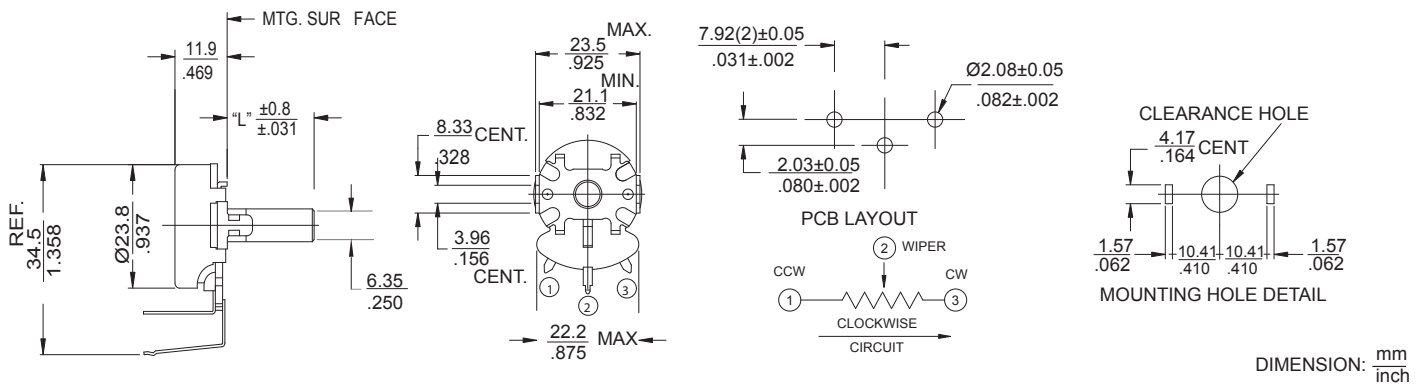 MTG. SUR FACE
11.9
.469
"L" ±0.8
±.031
REF.
34.5
1.358
Ø23.8
.937
6.35
.250
MAX.
23.5
.925
MIN.
21.1
.832
8.33 CENT.
.328
3.96
.156
CENT.
1
2
3
22.2 MAX
.875
7.92(2)±0.05
.031±.002
Ø2.08±0.05
.082±.002
2.03±0.05
.080±.002
PCB LAYOUT
2 WIPER
CCW
CW
1
3
CLOCKWISE
CIRCUIT
CLEARANCE HOLE
4.17 CENT
.164
1.57
.062
10.41
.410
10.41
.410
1.57
.062
MOUNTING HOLE DETAIL
DIMENSION: mm
inch